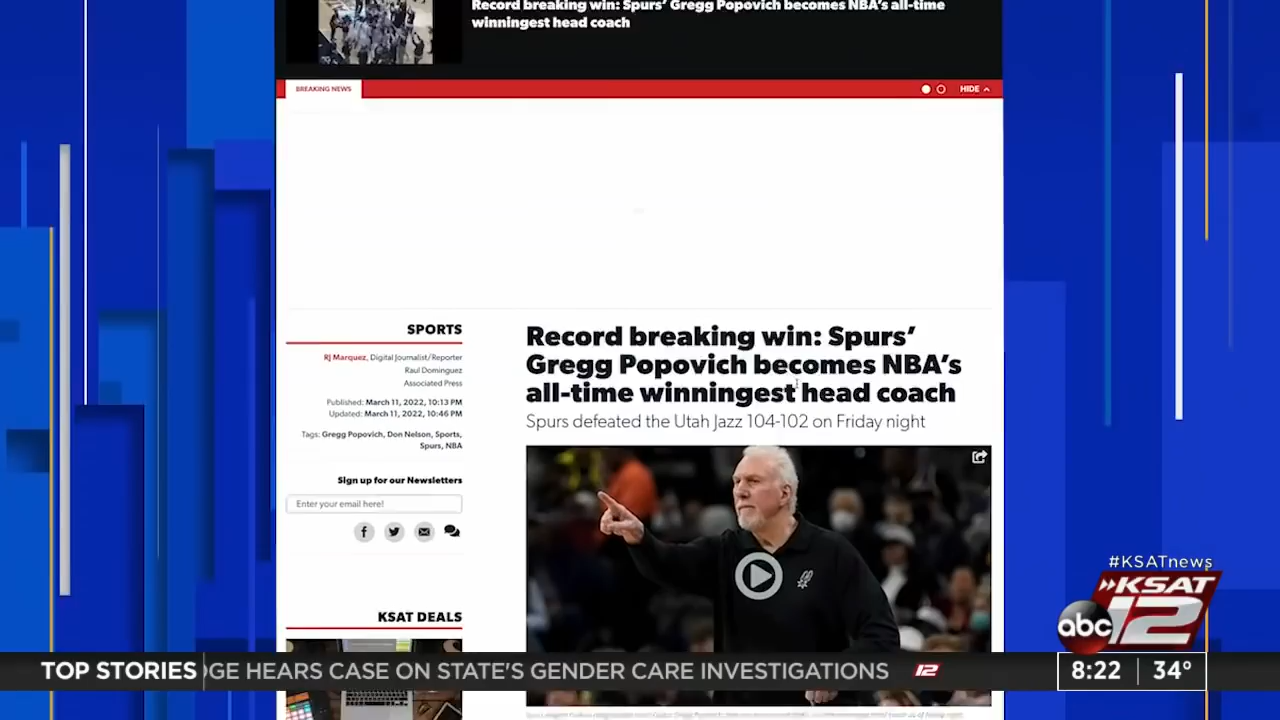 Record breaking win: Spurs' Gregg Popovich becomes NBA's all-time
winningest head coach
BREAKING NEWS
HIDE
SPORTS
RJ Marquez, Digital Journalist/Reporter
Raul Dominguez
Associated Press
Published: March 11, 2022, 10:13 PM
Updated: March 11, 2022, 10:46 PM
Tags: Gregg Popovich, Don Nelson, Sports,
Spurs, NBA
Sign up for our Newsletters
Enter your email here!
KSAT DEALS
Record breaking win: Spurs'
Gregg Popovich becomes NBA's
all-time winningest head coach
Spurs defeated the Utah Jazz 104-102 on Friday night
#KSATnews
KSAT
12
abc
TOP STORIES
DGE HEARS CASE ON STATE'S GENDER CARE INVESTIGATIONS
12
8:22
34°